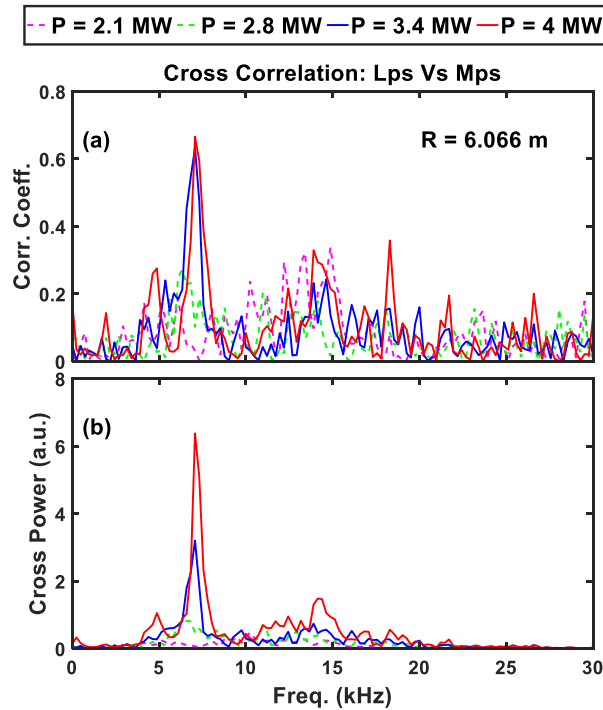 P = 2.1 MW P = 2.8 MW P = 3.4 MW P = 4 MW
Cross Correlation: Lps Vs Mps
0.8
(a)
R = 6.066 m
0.6
Corr. Coeff.
0.4
0.2
0
8
(b)
6
Cross Power (a.u.)
4
2
0
0 5 10 15 20 25 30
Freq. (kHz)